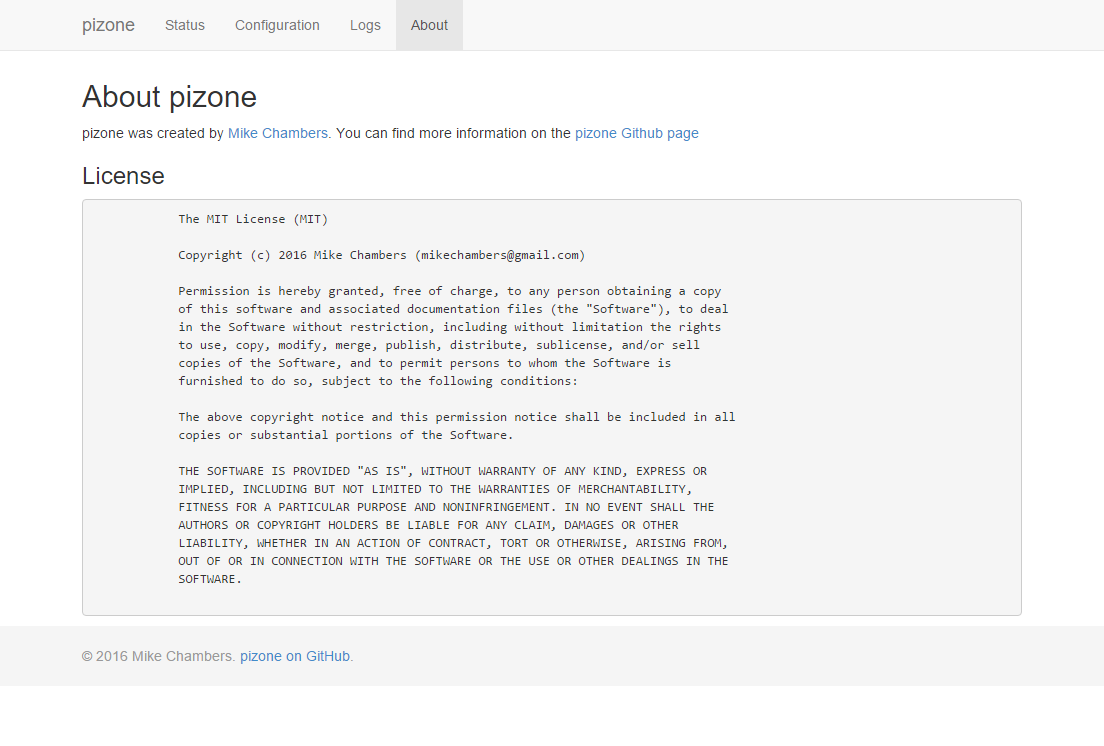 pizone Status Configuration Logs About
About pizone
pizone was created by Mike Chambers. You can find more information on the pizone Github page
License
The MIT License (MIT)
Copyright (c) 2016 Mike Chambers (mikechambers@gmail.com)
Permission is hereby granted, free of charge, to any person obtaining a copy
of this software and associated documentation files (the "Software"), to deal
in the Software without restriction, including without limitation the rights
to use, copy, modify, merge, publish, distribute, sublicense, and/or sell
copies of the Software, and to permit persons to whom the Software is
furnished to do so, subject to the following conditions:
The above copyright notice and this permission notice shall be included in all
copies or substantial portions of the Software.
THE SOFTWARE IS PROVIDED "AS IS", WITHOUT WARRANTY OF ANY KIND, EXPRESS OR
IMPLIED, INCLUDING BUT NOT LIMITED TO THE WARRANTIES OF MERCHANTABILITY,
FITNESS FOR A PARTICULAR PURPOSE AND NONINFRINGEMENT. IN NO EVENT SHALL THE
AUTHORS OR COPYRIGHT HOLDERS BE LIABLE FOR ANY CLAIM, DAMAGES OR OTHER
LIABILITY, WHETHER IN AN ACTION OF CONTRACT, TORT OR OTHERWISE, ARISING FROM,
OUT OF OR IN CONNECTION WITH THE SOFTWARE OR THE USE OR OTHER DEALINGS IN THE
SOFTWARE.
© 2016 Mike Chambers. pizone on GitHub.